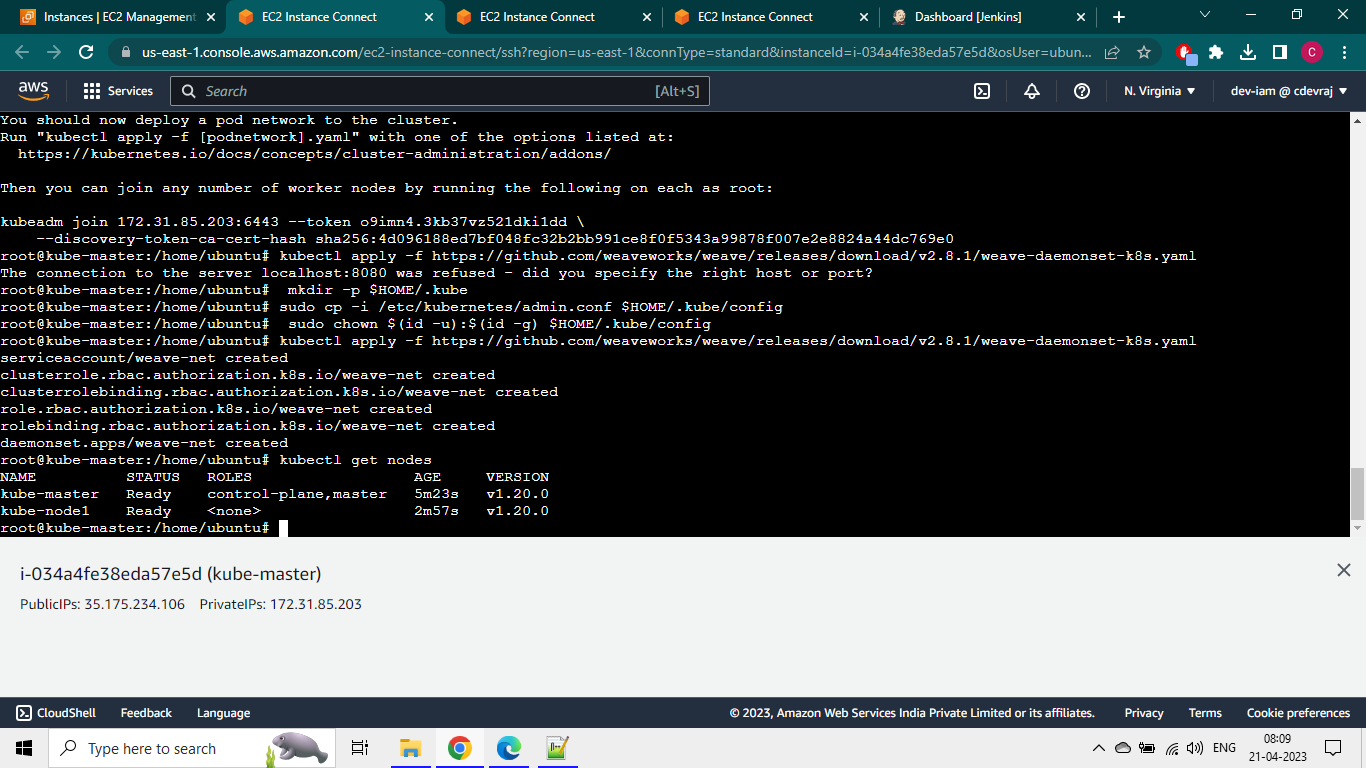 Instances | EC2 Management
EC2 Instance Connect
EC2 Instance Connect
EC2 Instance Connect
Dashboard [Jenkins]
us-east-1.console.aws.amazon.com/ec2-instance-connect/ssh?region=us-east-1&connType=standard&instanceId=i-034a4fe38eda57e5d&osUser=ubun...
C
aws
Services
Search
[Alt+S]
N. Virginia
dev-iam @ cdevraj
You should now deploy a pod network to the cluster.
Run "kubectl apply -f [podnetwork].yaml" with one of the options listed at:
https://kubernetes.io/docs/concepts/cluster-administration/addons/
Then you can join any number of worker nodes by running the following on each as root:
kubeadm join 172.31.85.203:6443 --token o9imn4.3kb37vz521dki1dd \
--discovery-token-ca-cert-hash sha256:4d096188ed7bf048fc32b2bb991ce8f0f5343a99878f007e2e8824a44dc769e0
root@kube-master:/home/ubuntu# kubectl apply -f https://github.com/weaveworks/weave/releases/download/v2.8.1/weave-daemonset-k8s.yaml
The connection to the server localhost:8080 was refused - did you specify the right host or port?
root@kube-master:/home/ubuntu#  mkdir -p $HOME/.kube
root@kube-master:/home/ubuntu# sudo cp -i /etc/kubernetes/admin.conf $HOME/.kube/config
root@kube-master:/home/ubuntu#  sudo chown $(id -u):$(id -g) $HOME/.kube/config
root@kube-master:/home/ubuntu# kubectl apply -f https://github.com/weaveworks/weave/releases/download/v2.8.1/weave-daemonset-k8s.yaml
serviceaccount/weave-net created
clusterrole.rbac.authorization.k8s.io/weave-net created
clusterrolebinding.rbac.authorization.k8s.io/weave-net created
role.rbac.authorization.k8s.io/weave-net created
rolebinding.rbac.authorization.k8s.io/weave-net created
daemonset.apps/weave-net created
root@kube-master:/home/ubuntu# kubectl get nodes
NAME STATUS ROLES AGE VERSION
kube-master Ready control-plane,master 5m23s v1.20.0
kube-node1 Ready <none> 2m57s v1.20.0
root@kube-master:/home/ubuntu#
i-034a4fe38eda57e5d (kube-master)
PublicIPs: 35.175.234.106 PrivateIPs: 172.31.85.203
CloudShell
Feedback
Language
© 2023, Amazon Web Services India Private Limited or its affiliates.
Privacy
Terms
Cookie preferences
Type here to search
ENG
08:09
21-04-2023